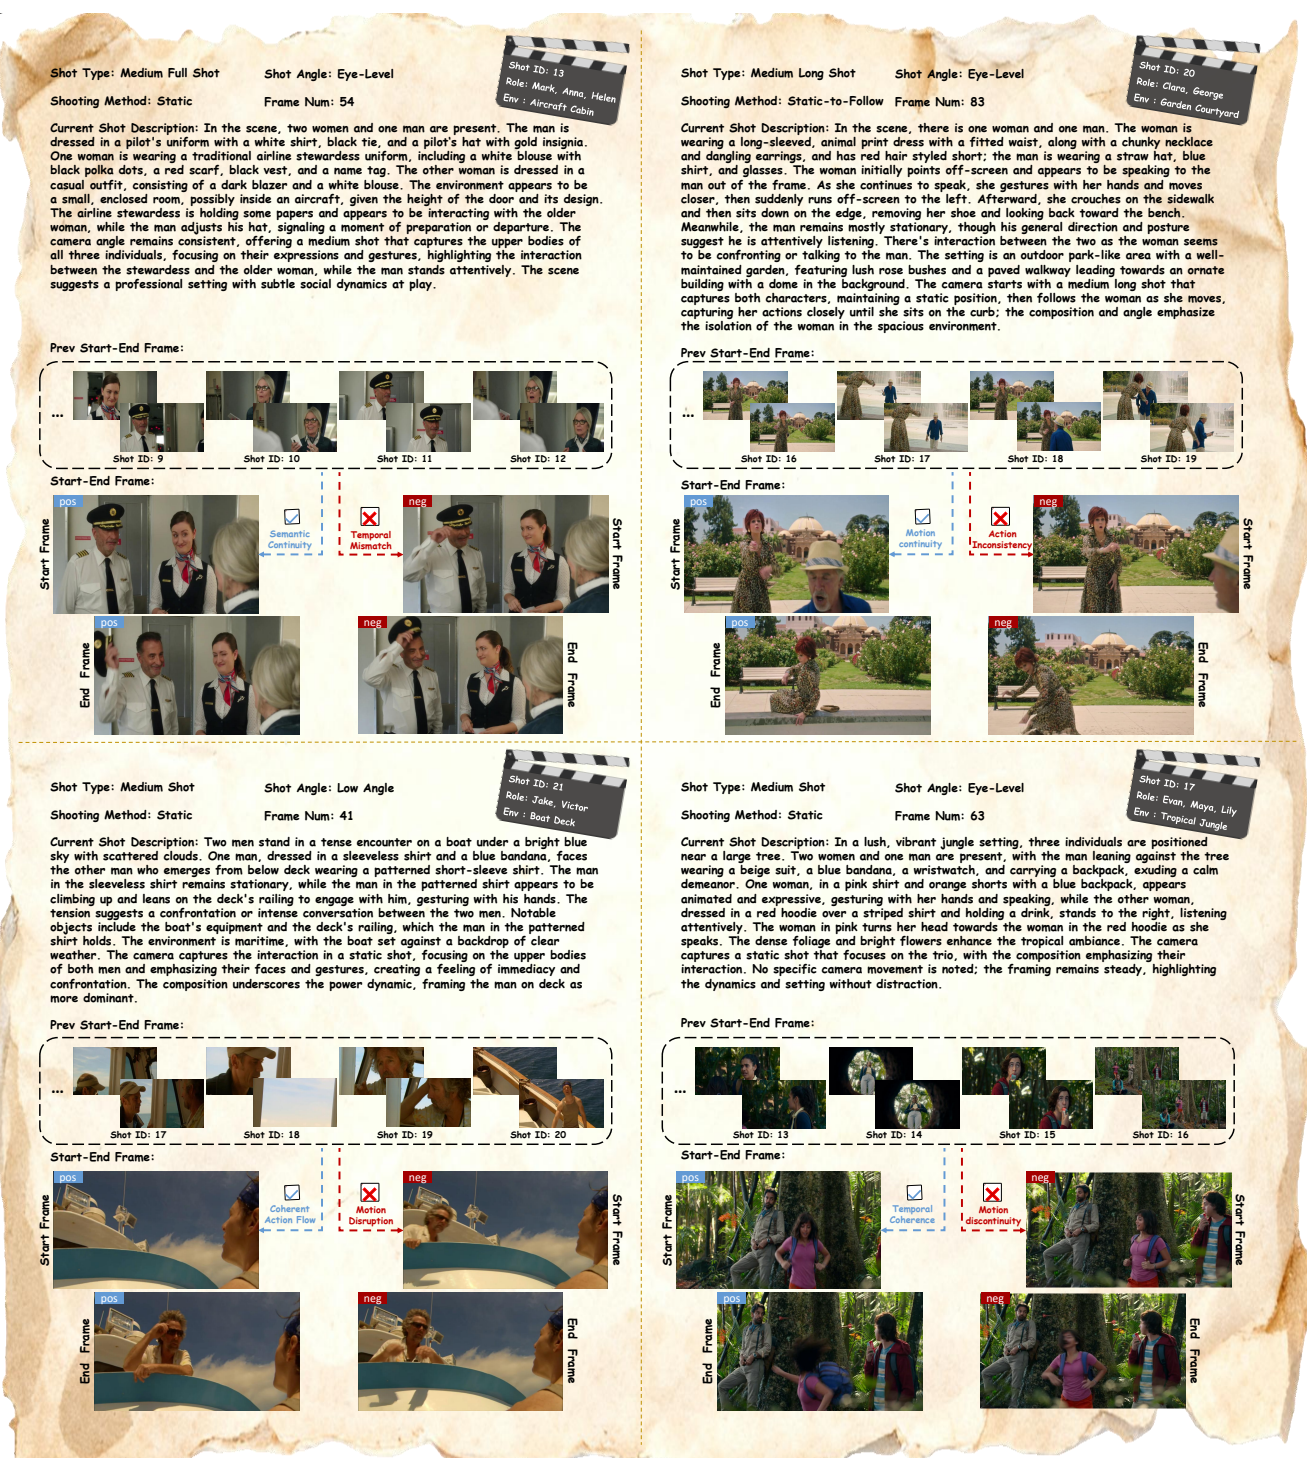 Shot Type: Medium Full Shot
Shot Angle: Eye-Level
Shot ID: 13
Role: Mark, Anna, Helen
Env : Aircraft Cabin
Shooting Method: Static
Frame Num: 54
Current Shot Description: In the scene, two women and one man are present. The man is
dressed in a pilot's uniform with a white shirt, black tie, and a pilot's hat with gold insignia.
One woman is wearing a traditional airline stewardess uniform, including a white blouse with
black polka dots, a red scarf, black vest, and a name tag. The other woman is dressed in a
casual outfit, consisting of a dark blazer and a white blouse. The environment appears to be
a small, enclosed room, possibly inside an aircraft, given the height of the door and its design.
The airline stewardess is holding some papers and appears to be interacting with the older
woman, while the man adjusts his hat, signaling a moment of preparation or departure. The
camera angle remains consistent, offering a medium shot that captures the upper bodies of
all three individuals, focusing on their expressions and gestures, highlighting the interaction
between the stewardess and the older woman, while the man stands attentively. The scene
suggests a professional setting with subtle social dynamics at play.
Prev Start-End Frame:
...
Shot ID: 9
Shot ID: 10
Shot ID: 11
Shot ID: 12
Start-End Frame:
pos
Start Frame
Semantic
Continuity
Temporal
Mismatch
neg
Start Frame
pos
End Frame
neg
End Frame
Shot Type: Medium Long Shot
Shot Angle: Eye-Level
Shot ID: 20
Role: Clara, George
Env : Garden Courtyard
Shooting Method: Static-to-Follow
Frame Num: 83
Current Shot Description: In the scene, there is one woman and one man. The woman is
wearing a long-sleeved, animal print dress with a fitted waist, along with a chunky necklace
and dangling earrings, and has red hair styled short; the man is wearing a straw hat, blue
shirt, and glasses. The woman initially points off-screen and appears to be speaking to the
man out of the frame. As she continues to speak, she gestures with her hands and moves
closer, then suddenly runs off-screen to the left. Afterward, she crouches on the sidewalk
and then sits down on the edge, removing her shoe and looking back toward the bench.
Meanwhile, the man remains mostly stationary, though his general direction and posture
suggest he is attentively listening. There's interaction between the two as the woman seems
to be confronting or talking to the man. The setting is an outdoor park-like area with a well-
maintained garden, featuring lush rose bushes and a paved walkway leading towards an ornate
building with a dome in the background. The camera starts with a medium long shot that
captures both characters, maintaining a static position, then follows the woman as she moves,
capturing her actions closely until she sits on the curb; the composition and angle emphasize
the isolation of the woman in the spacious environment.
Prev Start-End Frame:
...
Shot ID: 16
Shot ID: 17
Shot ID: 18
Shot ID: 19
Start-End Frame:
pos
Start Frame
Motion
continuity
Action
Inconsistency
neg
Start Frame
pos
End Frame
neg
End Frame
Shot Type: Medium Shot
Shot Angle: Low Angle
Shot ID: 21
Role: Jake, Victor
Env : Boat Deck
Shooting Method: Static
Frame Num: 41
Current Shot Description: Two men stand in a tense encounter on a boat under a bright blue
sky with scattered clouds. One man, dressed in a sleeveless shirt and a blue bandana, faces
the other man who emerges from below deck wearing a patterned short-sleeve shirt. The man
in the sleeveless shirt remains stationary, while the man in the patterned shirt appears to be
climbing up and leans on the deck's railing to engage with him, gesturing with his hands. The
tension suggests a confrontation or intense conversation between the two men. Notable
objects include the boat's equipment and the deck's railing, which the man in the patterned
shirt holds. The environment is maritime, with the boat set against a backdrop of clear
weather. The camera captures the interaction in a static shot, focusing on the upper bodies
of both men and emphasizing their faces and gestures, creating a feeling of immediacy and
confrontation. The composition underscores the power dynamic, framing the man on deck as
more dominant.
Prev Start-End Frame:
...
Shot ID: 17
Shot ID: 18
Shot ID: 19
Shot ID: 20
Start-End Frame:
pos
Start Frame
Coherent
Action Flow
Motion
Disruption
neg
Start Frame
pos
End Frame
neg
End Frame
Shot Type: Medium Shot
Shot Angle: Eye-Level
Shot ID: 17
Role: Evan, Maya, Lily
Env : Tropical Jungle
Shooting Method: Static
Frame Num: 63
Current Shot Description: In a lush, vibrant jungle setting, three individuals are positioned
near a large tree. Two women and one man are present, with the man leaning against the tree
wearing a beige suit, a blue bandana, a wristwatch, and carrying a backpack, exuding a calm
demeanor. One woman, in a pink shirt and orange shorts with a blue backpack, appears
animated and expressive, gesturing with her hands and speaking, while the other woman,
dressed in a red hoodie over a striped shirt and holding a drink, stands to the right, listening
attentively. The woman in pink turns her head towards the woman in the red hoodie as she
speaks. The dense foliage and bright flowers enhance the tropical ambiance. The camera
captures a static shot that focuses on the trio, with the composition emphasizing their
interaction. No specific camera movement is noted; the framing remains steady, highlighting
the dynamics and setting without distraction.
Prev Start-End Frame:
...
Shot ID: 13
Shot ID: 14
Shot ID: 15
Shot ID: 16
Start-End Frame:
pos
Start Frame
Temporal
Coherence
Motion
discontinuity
neg
Start Frame
pos
End Frame
neg
End Frame